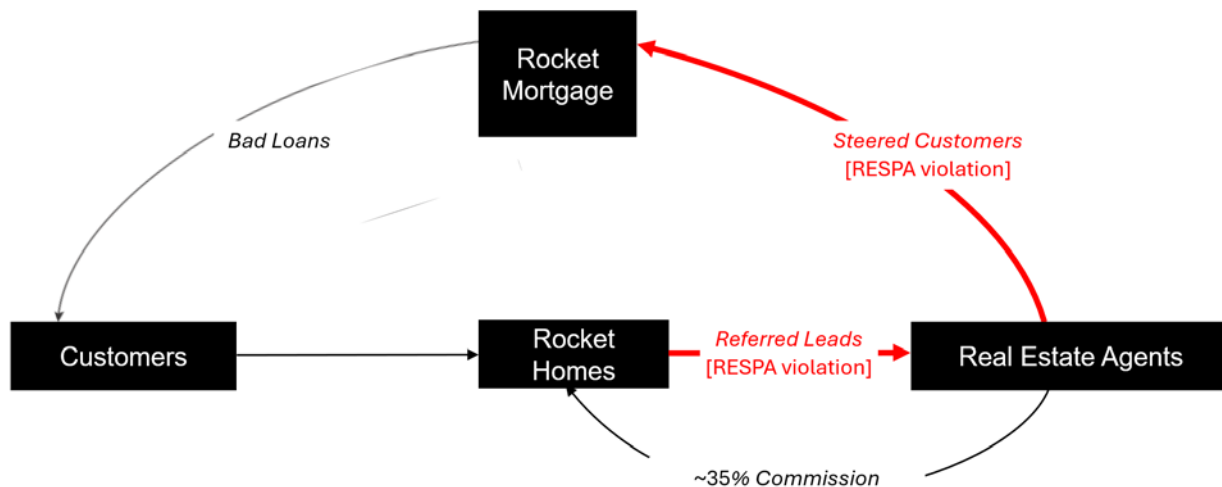 Rocket
Mortgage
Bad Loans
Steered Customers
[RESPA violation]
Customers
Rocket
Homes
Referred Leads
[RESPA violation]
Real Estate Agents
~35% Commission